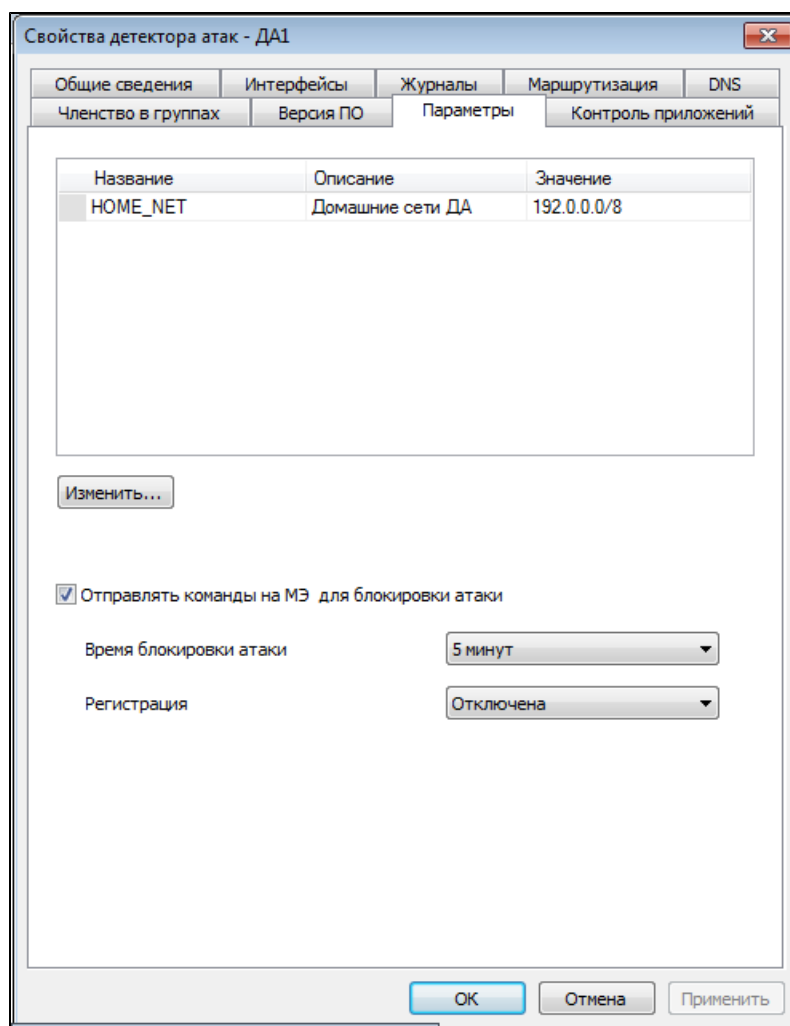 Свойства детектора атак - ДА1
Общие сведения Интерфейсы Журналы Маршрутизация DNS
Членство в группах Версия ПО Параметры Контроль приложений
Название Описание Значение
HOME_NET Домашние сети ДА 192.0.0.0/8
Изменить...
Отправлять команды на МЭ для блокировки атаки
Время блокировки атаки 5 минут
Регистрация Отключена
ОК Отмена Применить